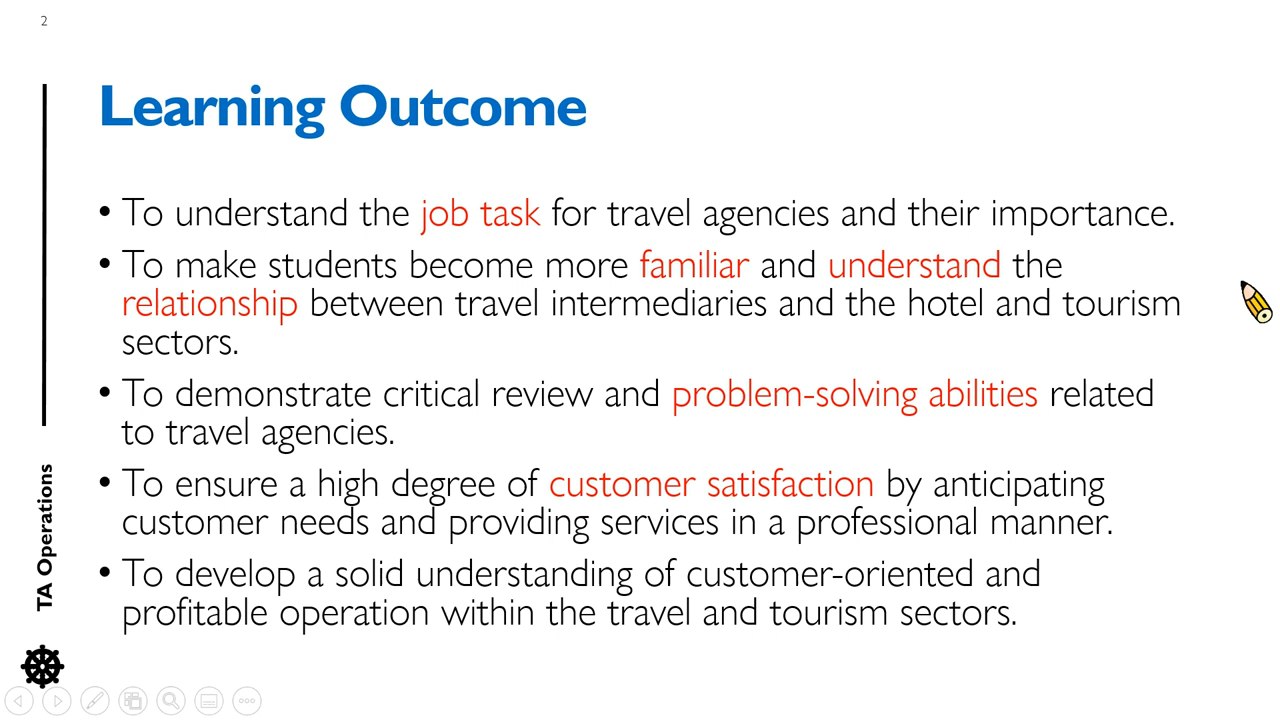 2
Learning Outcome
• To understand the job task for travel agencies and their importance.
• To make students become more familiar and understand the
relationship between travel intermediaries and the hotel and tourism
sectors.
• To demonstrate critical review and problem-solving abilities related
to travel agencies.
• To ensure a high degree of customer satisfaction by anticipating
customer needs and providing services in a professional manner.
• To develop a solid understanding of customer-oriented and
profitable operation within the travel and tourism sectors.
TA Operations